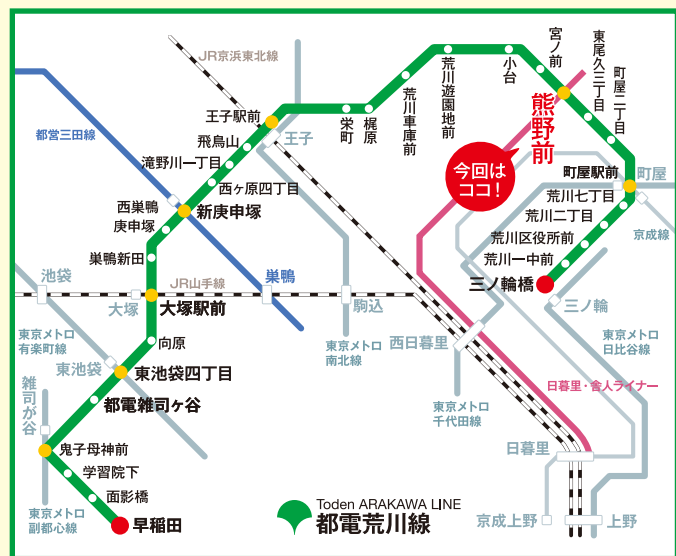 JR京浜東北線
宮ノ前
東尾久三丁目
町屋二丁目
小台
荒川遊園地前
荒川車庫前
梶原
栄町
熊野前
今回は
ココ！
王子駅前
王子
飛鳥山
滝野川一丁目
西ヶ原四丁目
都営三田線
西巣鴨
新庚申塚
庚申塚
巣鴨新田
町屋駅前
町屋
荒川七丁目
荒川二丁目
荒川区役所前
荒川一中前
京成線
三ノ輪橋
三ノ輪
池袋
JR山手線
巣鴨
大塚
大塚駅前
駒込
東京メトロ
有楽町線
東京メトロ
南北線
西日暮里
東京メトロ
日比谷線
向原
東池袋
東池袋四丁目
雑司が谷
都電雑司ヶ谷
日暮里・舎人ライナー
東京メトロ
千代田線
鬼子母神前
学習院下
面影橋
早稲田
東京メトロ
副都心線
日暮里
京成上野
上野
Toden ARAKAWA LINE
都電荒川線